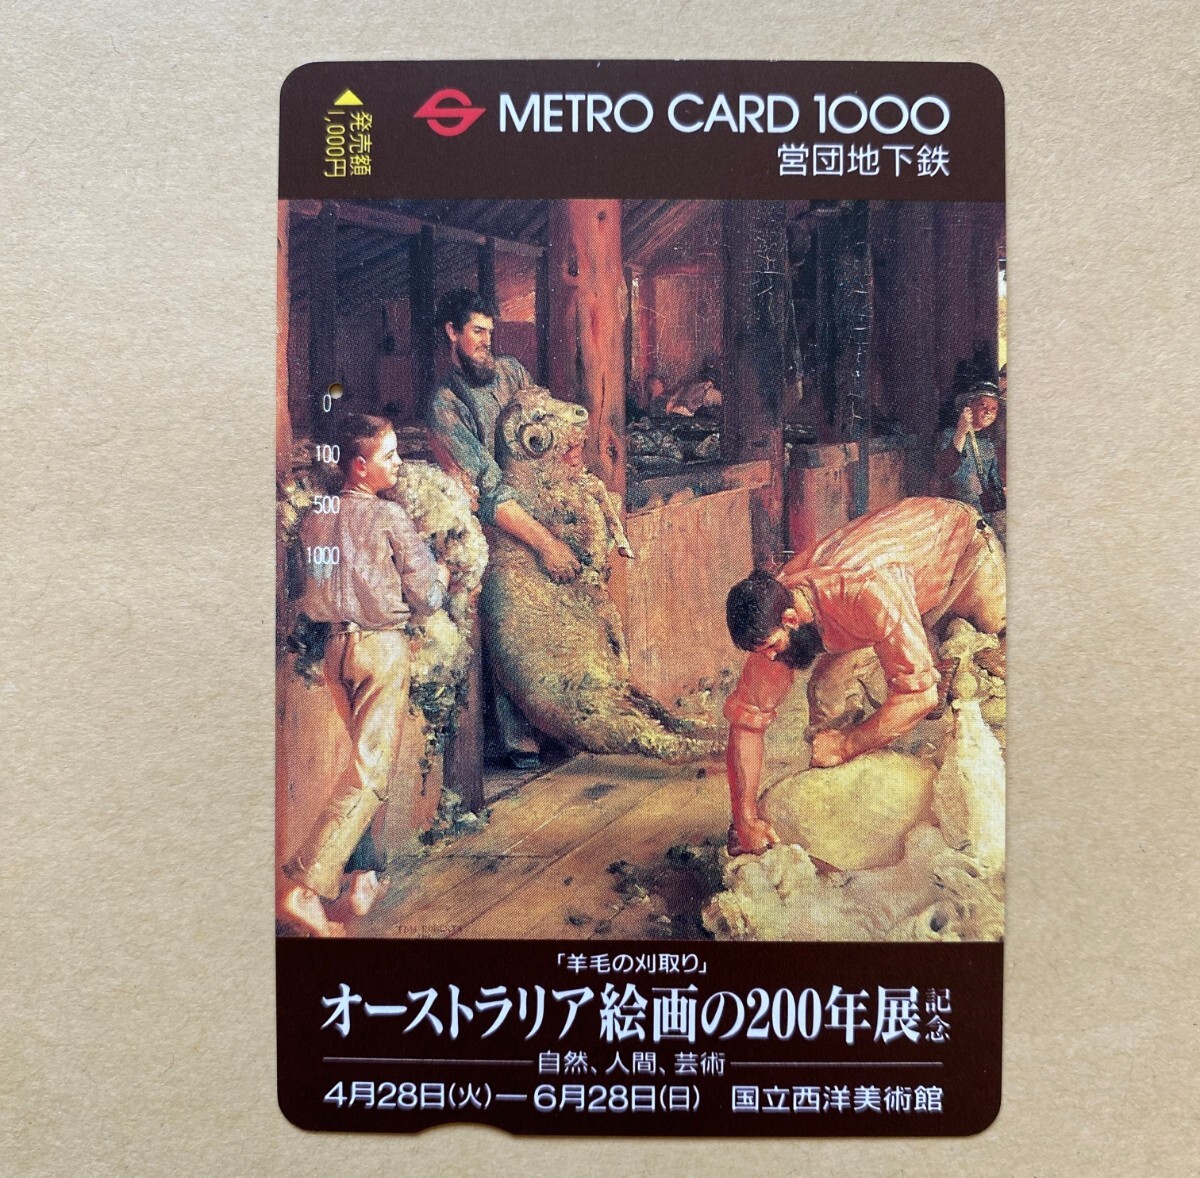 発売額
1,000円
METRO CARD 1000
営団地下鉄
0
100
500
1000
TOM ROBERTS
「羊毛の刈取り」
オーストラリア絵画の200年展記念
自然、人間、芸術
4月28日(火)—6月28日(日) 国立西洋美術館